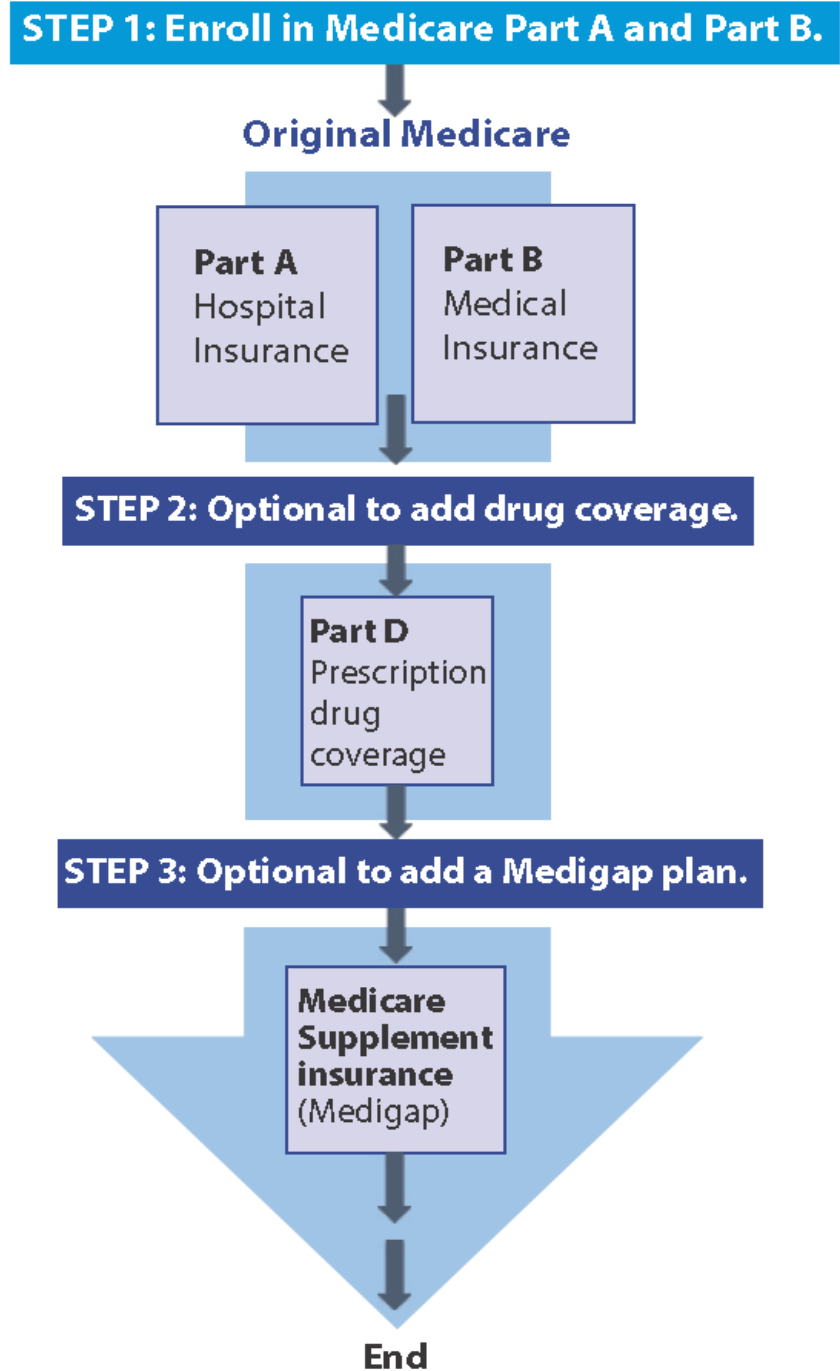 STEP 1: Enroll in Medicare Part A and Part B.
Original Medicare
Part A
Hospital
Insurance
Part B
Medical
Insurance
STEP 2: Optional to add drug coverage.
Part D
Prescription
drug
coverage
STEP 3: Optional to add a Medigap plan.
Medicare
Supplement
insurance
(Medigap)
End